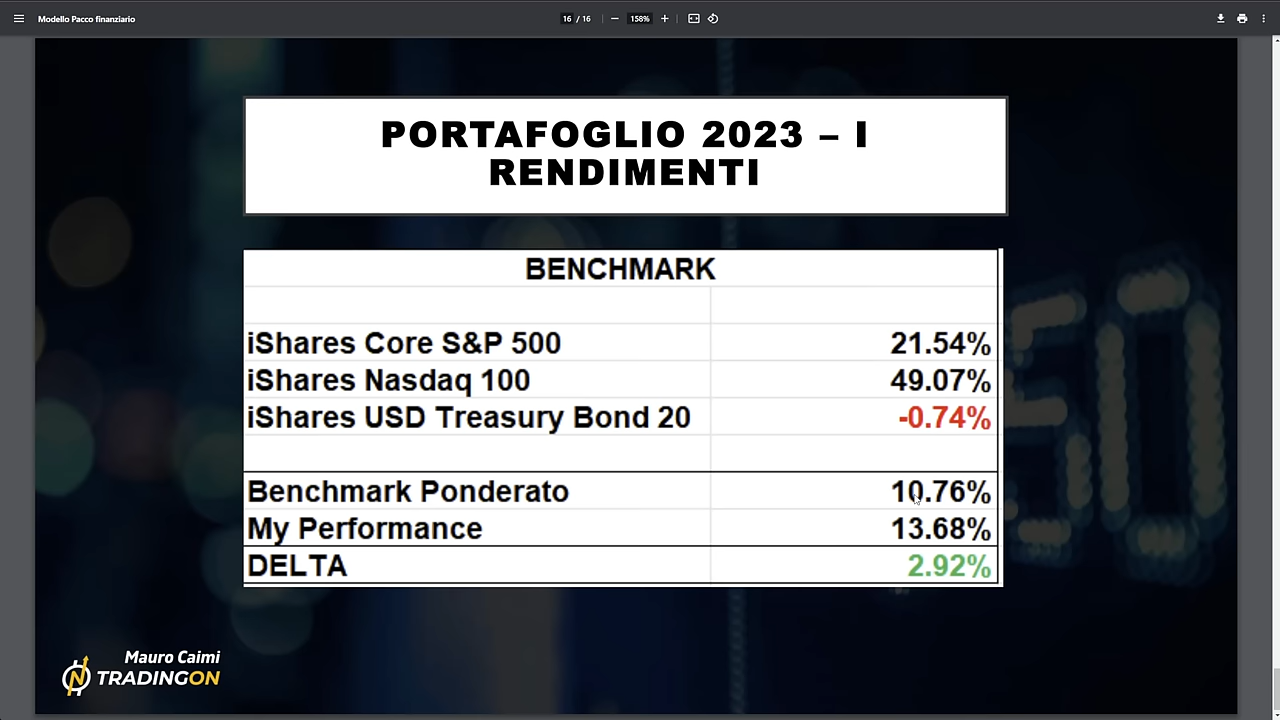 Modello Pacco finanziario
16 / 16
158%
PORTAFOGLIO 2023 – I
RENDIMENTI
BENCHMARK
iShares Core S&P 500 21.54%
iShares Nasdaq 100 49.07%
iShares USD Treasury Bond 20 -0.74%
Benchmark Ponderato 10.76%
My Performance 13.68%
DELTA 2.92%
Mauro Caimi
TRADINGON
50